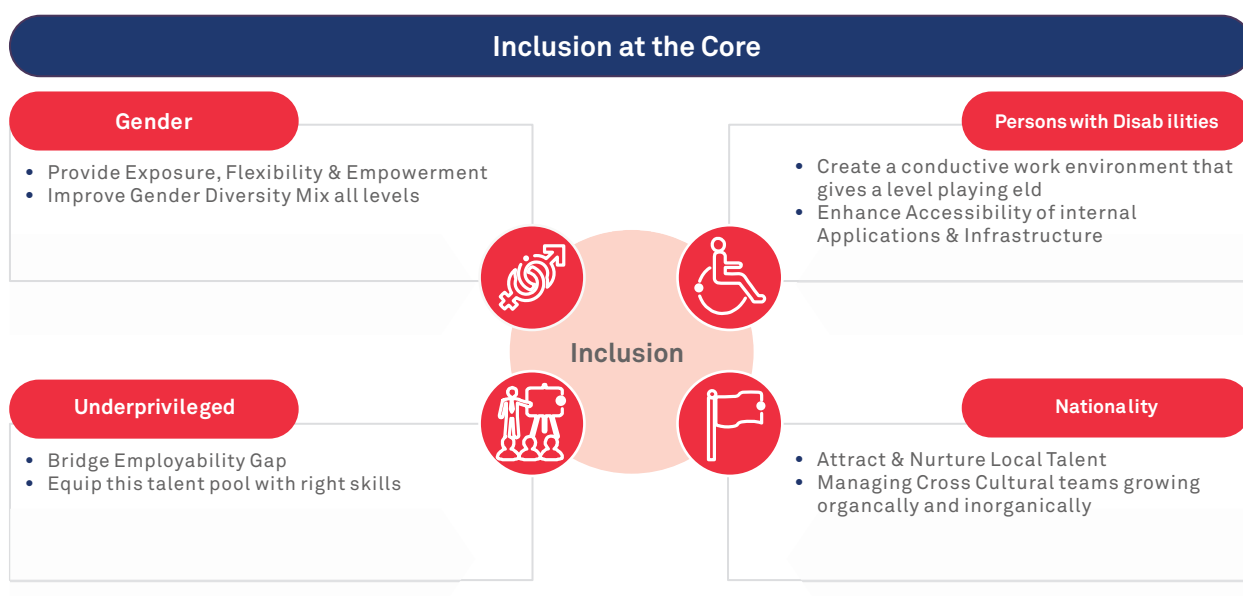 Inclusion at the Core
Gender
• Provide Exposure, Flexibility & Empowerment
• Improve Gender Diversity Mix all levels
Persons with Disab ilities
• Create a conductive work environment that
gives a level playing eld
• Enhance Accessibility of internal
Applications & Infrastructure
Inclusion
Underprivileged
• Bridge Employability Gap
• Equip this talent pool with right skills
Nationality
• Attract & Nurture Local Talent
• Managing Cross Cultural teams growing
organcally and inorganically